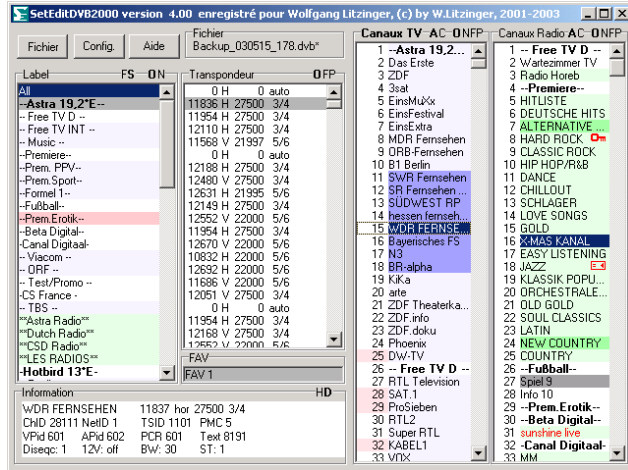 SetEditDVB2000 version 4.00 enregistré pour Wolfgang Litzinger, (c) by W.Litzinger, 2001-2003
Fichier
Config.
Aide
Fichier
Backup_030515_178.dvb*
Label FS ON
All
--Astra 19,2°E--
-- Free TV D --
-- Free TV INT --
-- Music --
--Premiere--
--Prem. PPV--
--Prem.Sport--
--Formel 1--
--Fußball--
--Prem.Erotik--
--Beta Digital--
-Canal Digitaal-
-- Viacom --
-- ORF --
-- Test/Promo --
-CS France -
-- TBS --
**Astra Radio**
**Dutch Radio**
**CSD Radio**
**LES RADIOS**
-Hotbird 13°E-
Transpondeur OFP
0 H 0 auto
11836 H 27500 3/4
11954 H 27500 3/4
12110 H 27500 3/4
11568 V 21997 5/6
0 H 0 auto
12188 H 27500 3/4
12480 V 27500 3/4
12631 H 21995 5/6
12149 H 27500 3/4
12552 V 22000 5/6
11954 H 27500 3/4
12670 V 22000 5/6
10832 H 22000 5/6
12692 H 22000 5/6
11686 V 22000 5/6
12051 V 27500 3/4
0 H 0 auto
11954 H 27500 3/4
12168 V 27500 3/4
12552 V 22000 5/6
FAV
FAV 1
Information HD
WDR FERNSEHEN 11837 hor 27500 3/4
ChID 28111 NetID 1 TSID 1101 PMC 5
VPid 601 APid 602 PCR 601 Text 8191
Diseqc: 1 12V: off BW: 30 ST: 1
Canaux TV AC ONFP
1 --Astra 19,2...
2 Das Erste
3 ZDF
4 3sat
5 EinsMuXx
6 EinsFestival
7 EinsExtra
8 MDR Fernsehen
9 ORB-Fernsehen
10 B1 Berlin
11 SWR Fernsehen
12 SR Fernsehen ...
13 SÜDWEST RP
14 hessen fernseh...
15 WDR FERNSE...
16 Bayerisches FS
17 N3
18 BR-alpha
19 KiKa
20 arte
21 ZDF Theaterka...
22 ZDF.info
23 ZDF.doku
24 Phoenix
25 DW-TV
26 -- Free TV D --
27 RTL Television
28 SAT.1
29 ProSieben
30 RTL2
31 Super RTL
32 KABEL1
33 VOX
Canaux Radio AC ONFP
1 -- Free TV D --
2 Wartezimmer TV
3 Radio Horeb
4 --Premiere--
5 HITLISTE
6 DEUTSCHE HITS
7 ALTERNATIVE ...
8 HARD ROCK
9 CLASSIC ROCK
10 HIP HOP/R&B
11 DANCE
12 CHILLOUT
13 SCHLAGER
14 LOVE SONGS
15 GOLD
16 X-MAS KANAL
17 EASY LISTENING
18 JAZZ
19 KLASSIK POPU...
20 ORCHESTRALE...
21 OLD GOLD
22 SOUL CLASSICS
23 LATIN
24 NEW COUNTRY
25 COUNTRY
26 --Fußball--
27 Spiel 9
28 Info 10
29 --Prem.Erotik--
30 --Beta Digital--
31 sunshine live
32 -Canal Digitaal-
33 MM